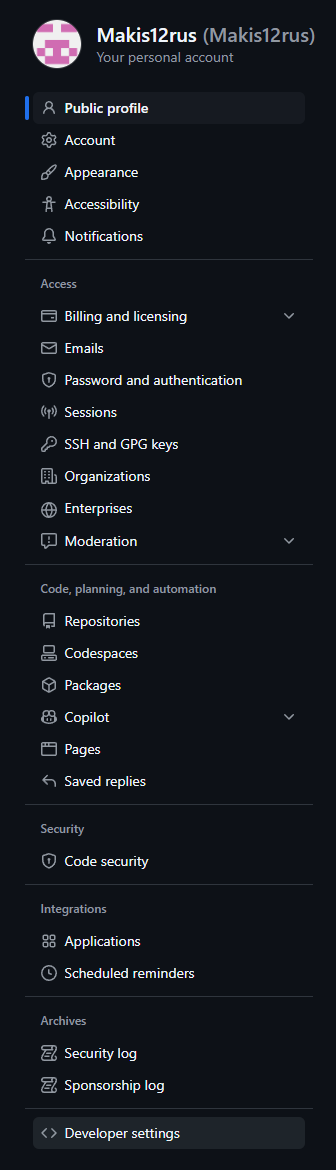 Makis12rus (Makis12rus)
Your personal account
Public profile
Account
Appearance
Accessibility
Notifications
Access
Billing and licensing
Emails
Password and authentication
Sessions
SSH and GPG keys
Organizations
Enterprises
Moderation
Code, planning, and automation
Repositories
Codespaces
Packages
Copilot
Pages
Saved replies
Security
Code security
Integrations
Applications
Scheduled reminders
Archives
Security log
Sponsorship log
Developer settings